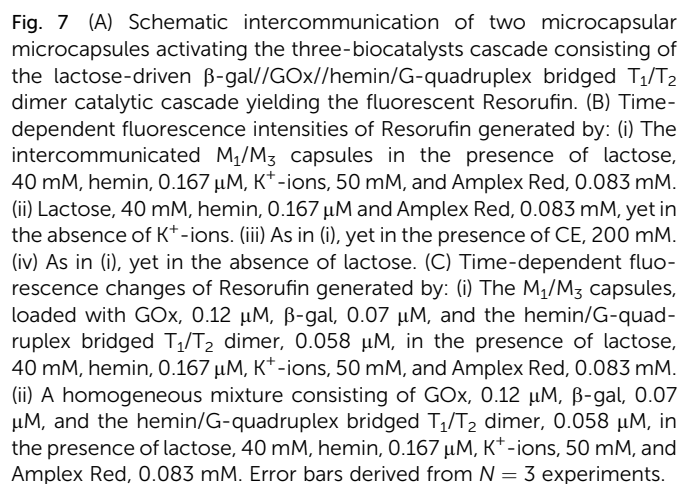 Fig. 7 (A) Schematic intercommunication of two microcapsular
microcapsules activating the three-biocatalysts cascade consisting of
the lactose-driven β-gal//GOx//hemin/G-quadruplex bridged T₁/T₂
dimer catalytic cascade yielding the fluorescent Resorufin. (B) Time-
dependent fluorescence intensities of Resorufin generated by: (i) The
intercommunicated M₁/M₃ capsules in the presence of lactose,
40 mM, hemin, 0.167 μM, K⁺-ions, 50 mM, and Amplex Red, 0.083 mM.
(ii) Lactose, 40 mM, hemin, 0.167 μM and Amplex Red, 0.083 mM, yet in
the absence of K⁺-ions. (iii) As in (i), yet in the presence of CE, 200 mM.
(iv) As in (i), yet in the absence of lactose. (C) Time-dependent fluo-
rescence changes of Resorufin generated by: (i) The M₁/M₃ capsules,
loaded with GOx, 0.12 μM, β-gal, 0.07 μM, and the hemin/G-quad-
ruplex bridged T₁/T₂ dimer, 0.058 μM, in the presence of lactose,
40 mM, hemin, 0.167 μM, K⁺-ions, 50 mM, and Amplex Red, 0.083 mM.
(ii) A homogeneous mixture consisting of GOx, 0.12 μM, β-gal, 0.07
μM, and the hemin/G-quadruplex bridged T₁/T₂ dimer, 0.058 μM, in
the presence of lactose, 40 mM, hemin, 0.167 μM, K⁺-ions, 50 mM, and
Amplex Red, 0.083 mM. Error bars derived from N = 3 experiments.